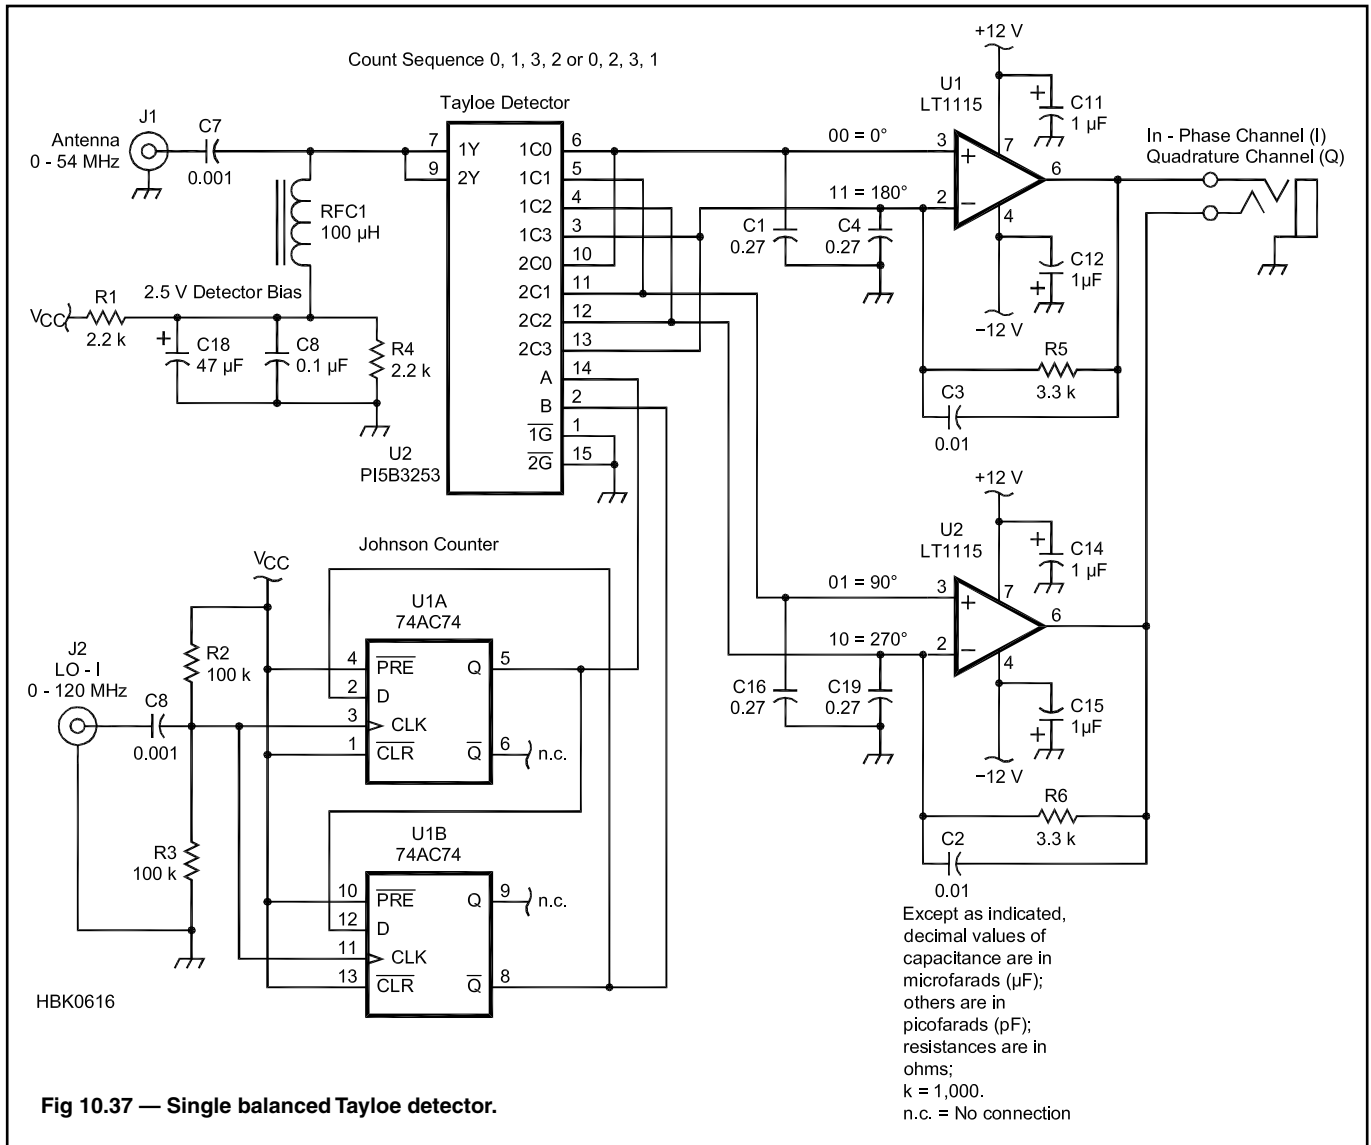 Count Sequence 0, 1, 3, 2 or 0, 2, 3, 1
Tayloe Detector
J1
Antenna
0 - 54 MHz
C7
0.001
RFC1
100 µH
2.5 V Detector Bias
VCC
R1
2.2 k
+
C18
47 µF
C8
0.1 µF
R4
2.2 k
7
9
1Y
2Y
1C0
1C1
1C2
1C3
2C0
2C1
2C2
2C3
A
B
1G
2G
6
5
4
3
10
11
12
13
14
2
1
15
U2
PI5B3253
00 = 0°
11 = 180°
C1
0.27
C4
0.27
+12 V
U1
LT1115
+
C11
1 µF
3
2
+
–
7
4
6
C12
1µF
+
–12 V
R5
3.3 k
C3
0.01
In - Phase Channel (I)
Quadrature Channel (Q)
01 = 90°
10 = 270°
C16
0.27
C19
0.27
+12 V
U2
LT1115
+
C14
1 µF
3
2
+
–
7
4
6
C15
1µF
+
–12 V
R6
3.3 k
C2
0.01
Johnson Counter
VCC
J2
LO - I
0 - 120 MHz
C8
0.001
R2
100 k
R3
100 k
U1A
74AC74
4
2
3
1
PRE
D
CLK
CLR
Q
Q
5
6
n.c.
U1B
74AC74
10
12
11
13
PRE
D
CLK
CLR
Q
Q
9
8
n.c.
HBK0616
Except as indicated,
decimal values of
capacitance are in
microfarads (µF);
others are in
picofarads (pF);
resistances are in
ohms;
k = 1,000.
n.c. = No connection
Fig 10.37 — Single balanced Tayloe detector.